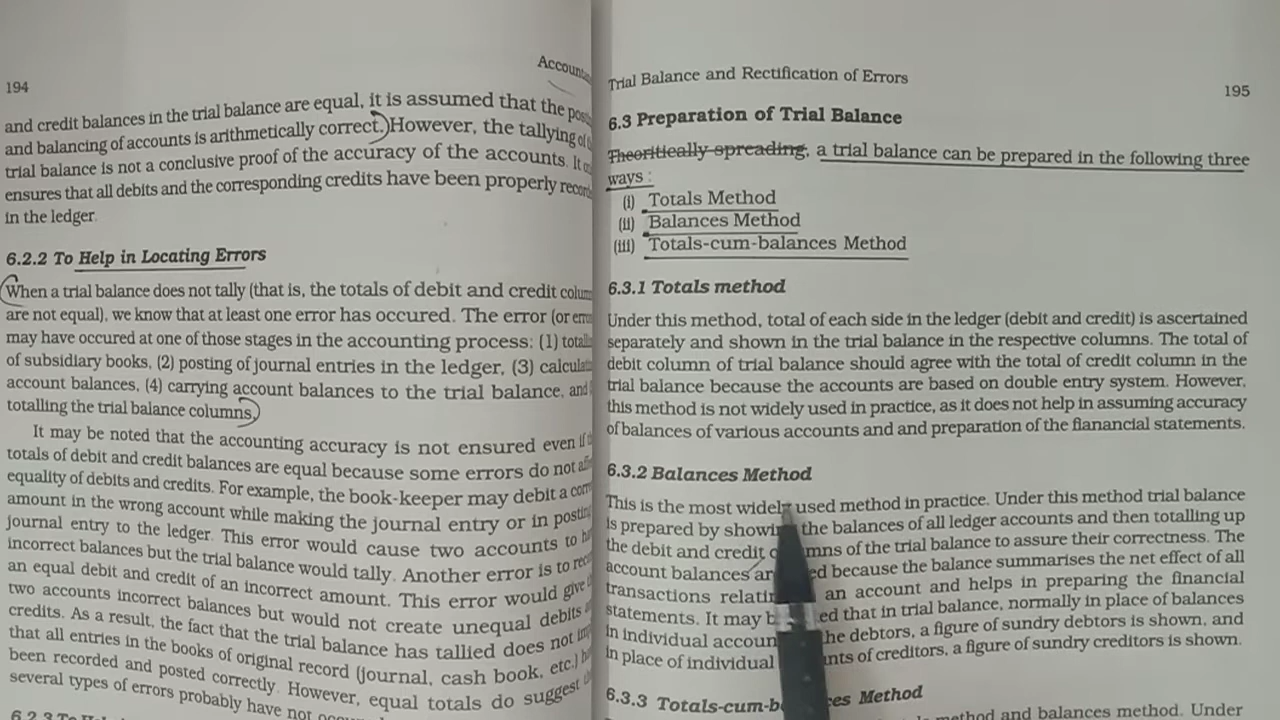 194
Accountan
and credit balances in the trial balance are equal, it is assumed that the
and balancing of accounts is arithmetically correct. However, the tallying of
trial balance is not a conclusive proof of the accuracy of the accounts. It
ensures that all debits and the corresponding credits have been properly
in the ledger.
6.2.2 To Help in Locating Errors
When a trial balance does not tally (that is, the totals of debit and credit
are not equal), we know that at least one error has occured. The error (or
may have occured at one of those stages in the accounting process: (1)
of subsidiary books, (2) posting of journal entries in the ledger, (3)
account balances, (4) carrying account balances to the trial balance, and
totalling the trial balance columns.
It may be noted that the accounting accuracy is not ensured even if
totals of debit and credit balances are equal because some errors do not
equality of debits and credits. For example, the book-keeper may debit a
amount in the wrong account while making the journal entry or in
journal entry to the ledger. This error would cause two accounts to
incorrect balances but the trial balance would tally. Another error is to
an equal debit and credit of an incorrect amount. This error would give
two accounts incorrect balances but would not create unequal debits
credits. As a result, the fact that the trial balance has tallied does not
that all entries in the books of original record (journal, cash book, etc.)
been recorded and posted correctly. However, equal totals do suggest
several types of errors probably have not
6.2.3 To
Trial Balance and Rectification of Errors
195
6.3 Preparation of Trial Balance
Theoritically spreading, a trial balance can be prepared in the following three
ways :
(i) Totals Method
(ii) Balances Method
(iii) Totals-cum-balances Method
6.3.1 Totals method
Under this method, total of each side in the ledger (debit and credit) is ascertained
separately and shown in the trial balance in the respective columns. The total of
debit column of trial balance should agree with the total of credit column in the
trial balance because the accounts are based on double entry system. However,
this method is not widely used in practice, as it does not help in assuming accuracy
of balances of various accounts and and preparation of the fianancial statements.
6.3.2 Balances Method
This is the most widely used method in practice. Under this method trial balance
is prepared by the balances of all ledger accounts and then totalling up
the debit and credit of the trial balance to assure their correctness. The
account balances because the balance summarises the net effect of all
transactions an account and helps in preparing the financial
statements. It may that in trial balance, normally in place of balances
in individual debtors, a figure of sundry debtors is shown, and
in place of individual of creditors, a figure of sundry creditors is shown.
6.3.3 Totals-cum- Method
method and balances method. Under